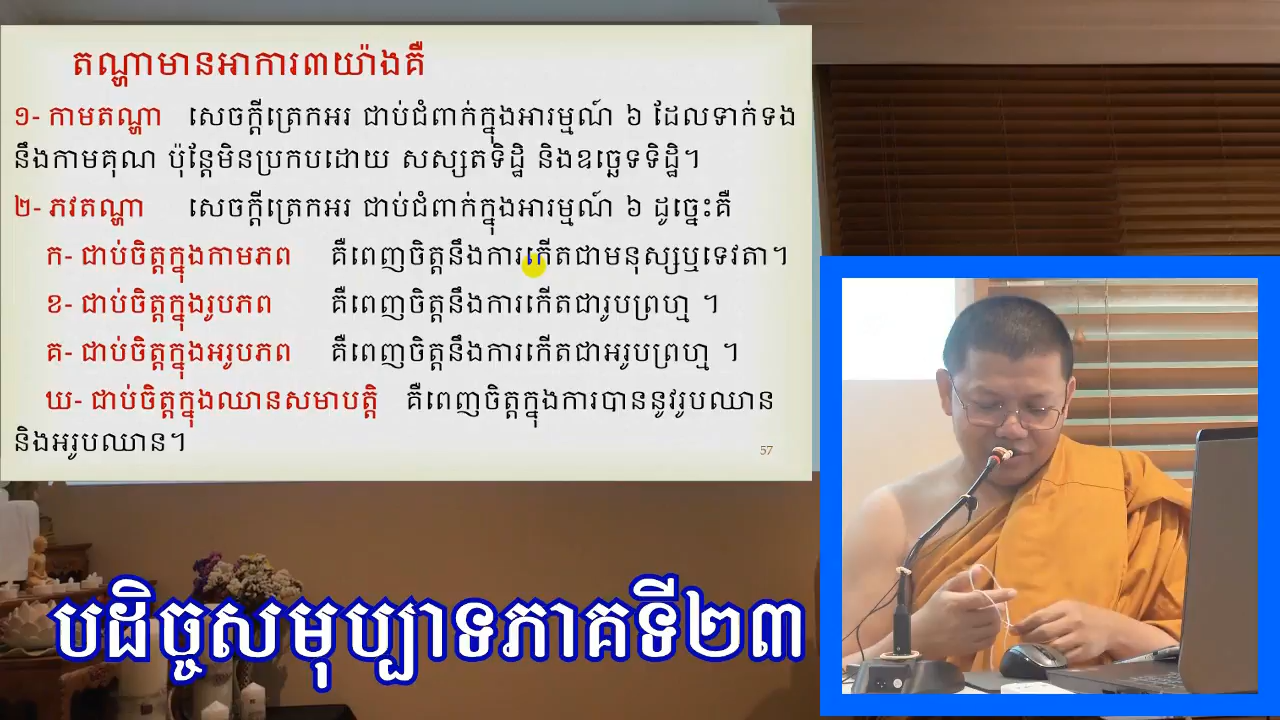 តណ្ហាមានអាការ៣យ៉ាងគឺ
១- កាមតណ្ហា សេចក្តីត្រេកអរ ជាប់ជំពាក់ក្នុងអារម្មណ៍ ៦ ដែលទាក់ទង
នឹងកាមគុណ ប៉ុន្តែមិនប្រកបដោយ សស្សតទិដ្ឋិ និងឧច្ឆេទទិដ្ឋិ។
២- ភវតណ្ហា សេចក្តីត្រេកអរ ជាប់ជំពាក់ក្នុងអារម្មណ៍ ៦ ដូច្នេះគឺ
ក- ជាប់ចិត្តក្នុងកាមភព គឺពេញចិត្តនឹងការកើតជាមនុស្សឬទេវតា។
ខ- ជាប់ចិត្តក្នុងរូបភព គឺពេញចិត្តនឹងការកើតជារូបព្រហ្ម ។
គ- ជាប់ចិត្តក្នុងអរូបភព គឺពេញចិត្តនឹងការកើតជាអរូបព្រហ្ម ។
ឃ- ជាប់ចិត្តក្នុងឈានសមាបត្តិ គឺពេញចិត្តក្នុងការបាននូវរូបឈាន
និងអរូបឈាន។
57
បដិច្ចសមុប្បាទភាគទី២៣